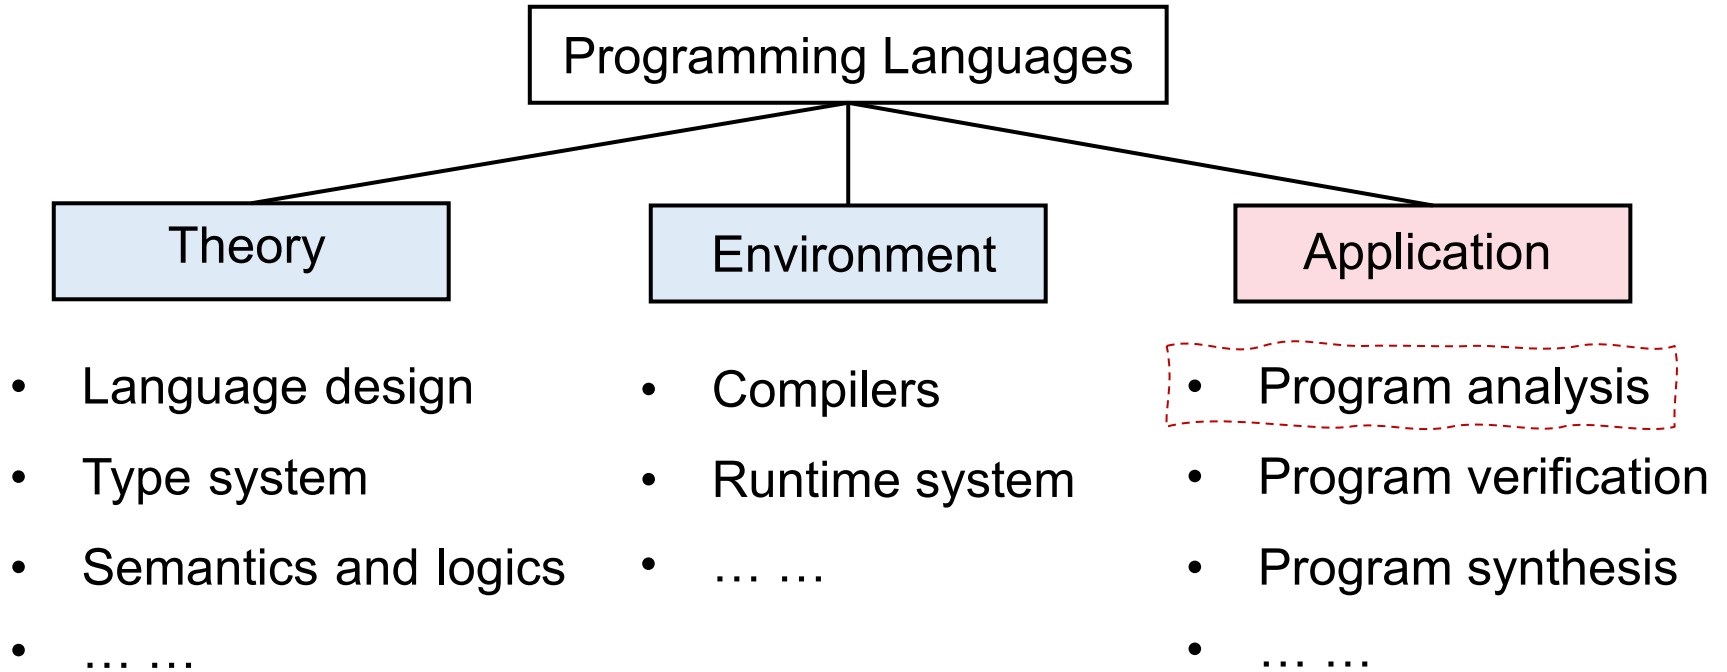 Programming Languages
Theory
Environment
Application
• Language design
• Type system
• Semantics and logics
• … …
• Compilers
• Runtime system
• … …
• Program analysis
• Program verification
• Program synthesis
• … …